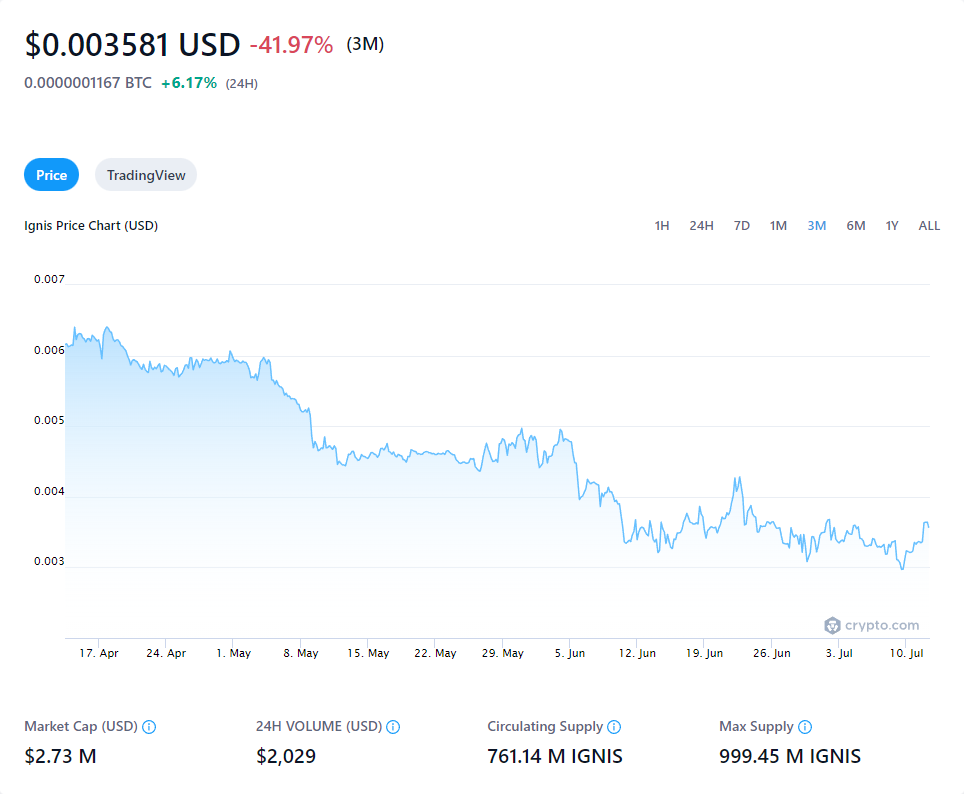 $0.003581 USD -41.97% (3M)
0.0000001167 BTC +6.17% (24H)
Price TradingView
Ignis Price Chart (USD) 1H 24H 7D 1M 3M 6M 1Y ALL
0.007
0.006
0.005
0.004
0.003
crypto.com
17. Apr 24. Apr 1. May 8. May 15. May 22. May 29. May 5. Jun 12. Jun 19. Jun 26. Jun 3. Jul 10. Jul
Market Cap (USD) 24H VOLUME (USD) Circulating Supply Max Supply
$2.73 M $2,029 761.14 M IGNIS 999.45 M IGNIS